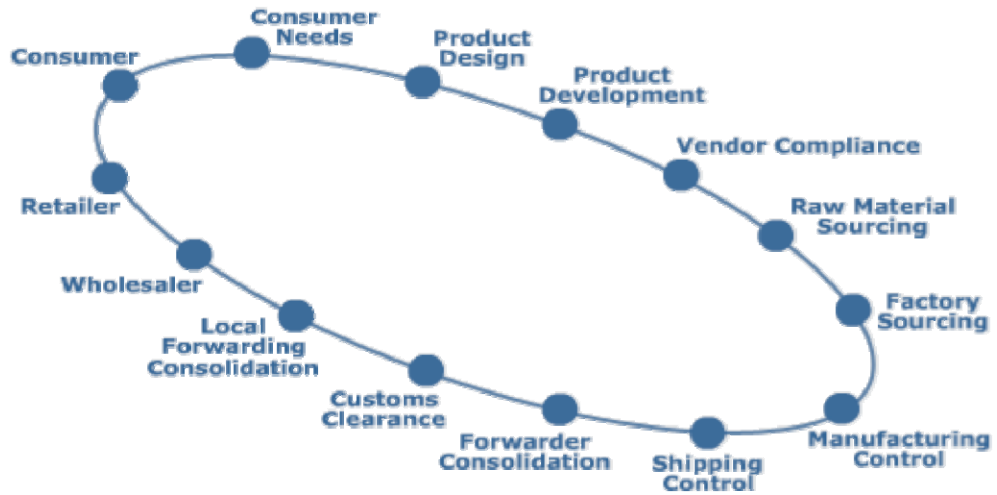 Consumer
Needs
Consumer
Product
Design
Product
Development
Vendor Compliance
Raw Material
Sourcing
Factory
Sourcing
Manufacturing
Control
Shipping
Control
Forwarder
Consolidation
Customs
Clearance
Local
Forwarding
Consolidation
Wholesaler
Retailer